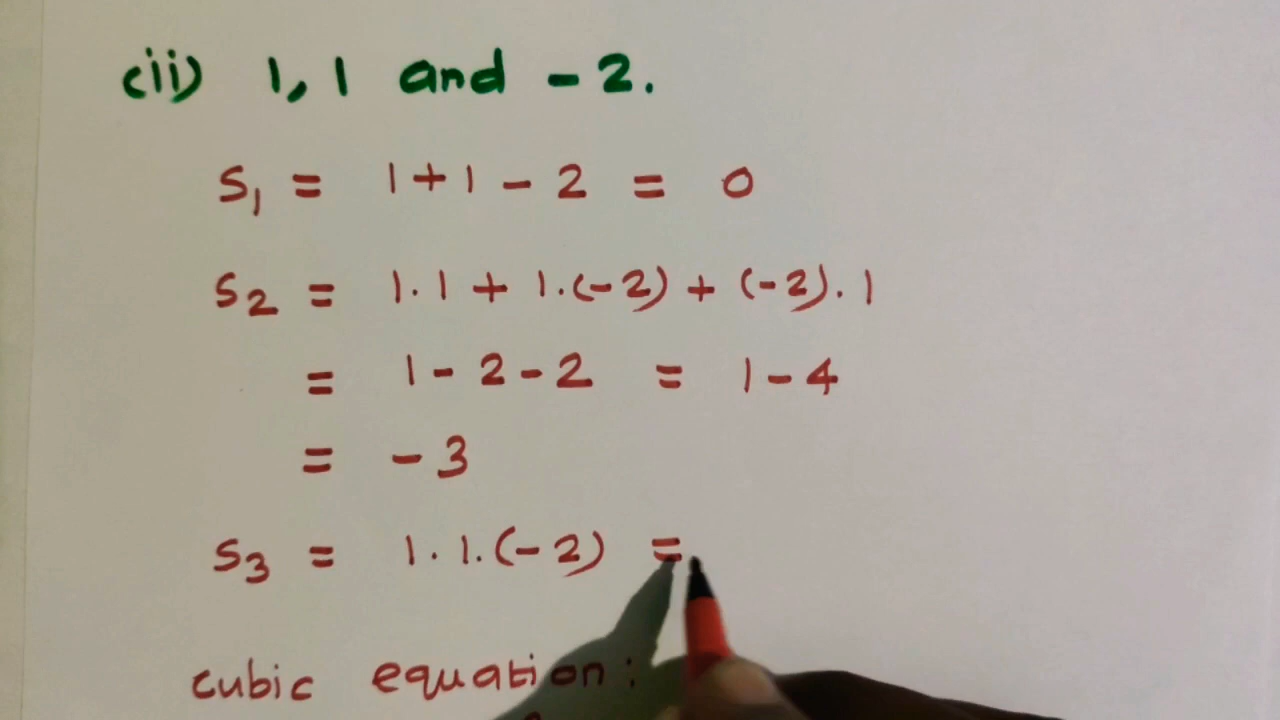 (ii) 1, 1 and -2.
S₁ = 1+1-2 = 0
S₂ = 1.1 + 1.(-2) + (-2).1
= 1-2-2 = 1-4
= -3
S₃ = 1.1.(-2) =
cubic equation: